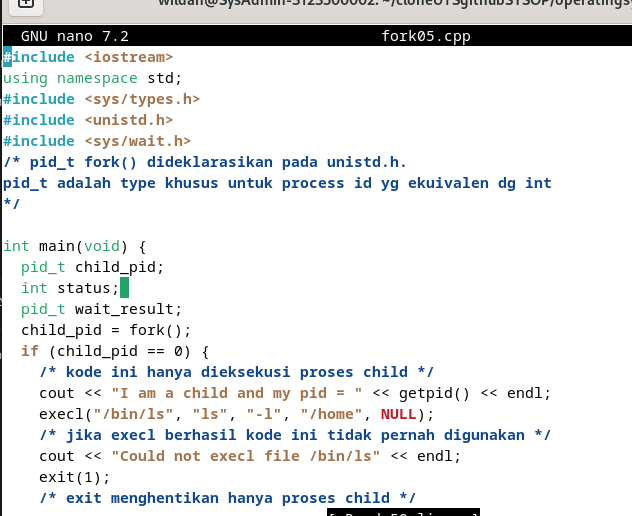 wildan@SysAdmin-3123500002: ~/cloneUTSgithubSYSOP/operatingsy
GNU nano 7.2 fork05.cpp
#include <iostream>
using namespace std;
#include <sys/types.h>
#include <unistd.h>
#include <sys/wait.h>
/* pid_t fork() dideklarasikan pada unistd.h.
pid_t adalah type khusus untuk process id yg ekuivalen dg int
*/
int main(void) {
  pid_t child_pid;
  int status;
  pid_t wait_result;
  child_pid = fork();
  if (child_pid == 0) {
    /* kode ini hanya dieksekusi proses child */
    cout << "I am a child and my pid = " << getpid() << endl;
    execl("/bin/ls", "ls", "-l", "/home", NULL);
    /* jika execl berhasil kode ini tidak pernah digunakan */
    cout << "Could not execl file /bin/ls" << endl;
    exit(1);
    /* exit menghentikan hanya proses child */